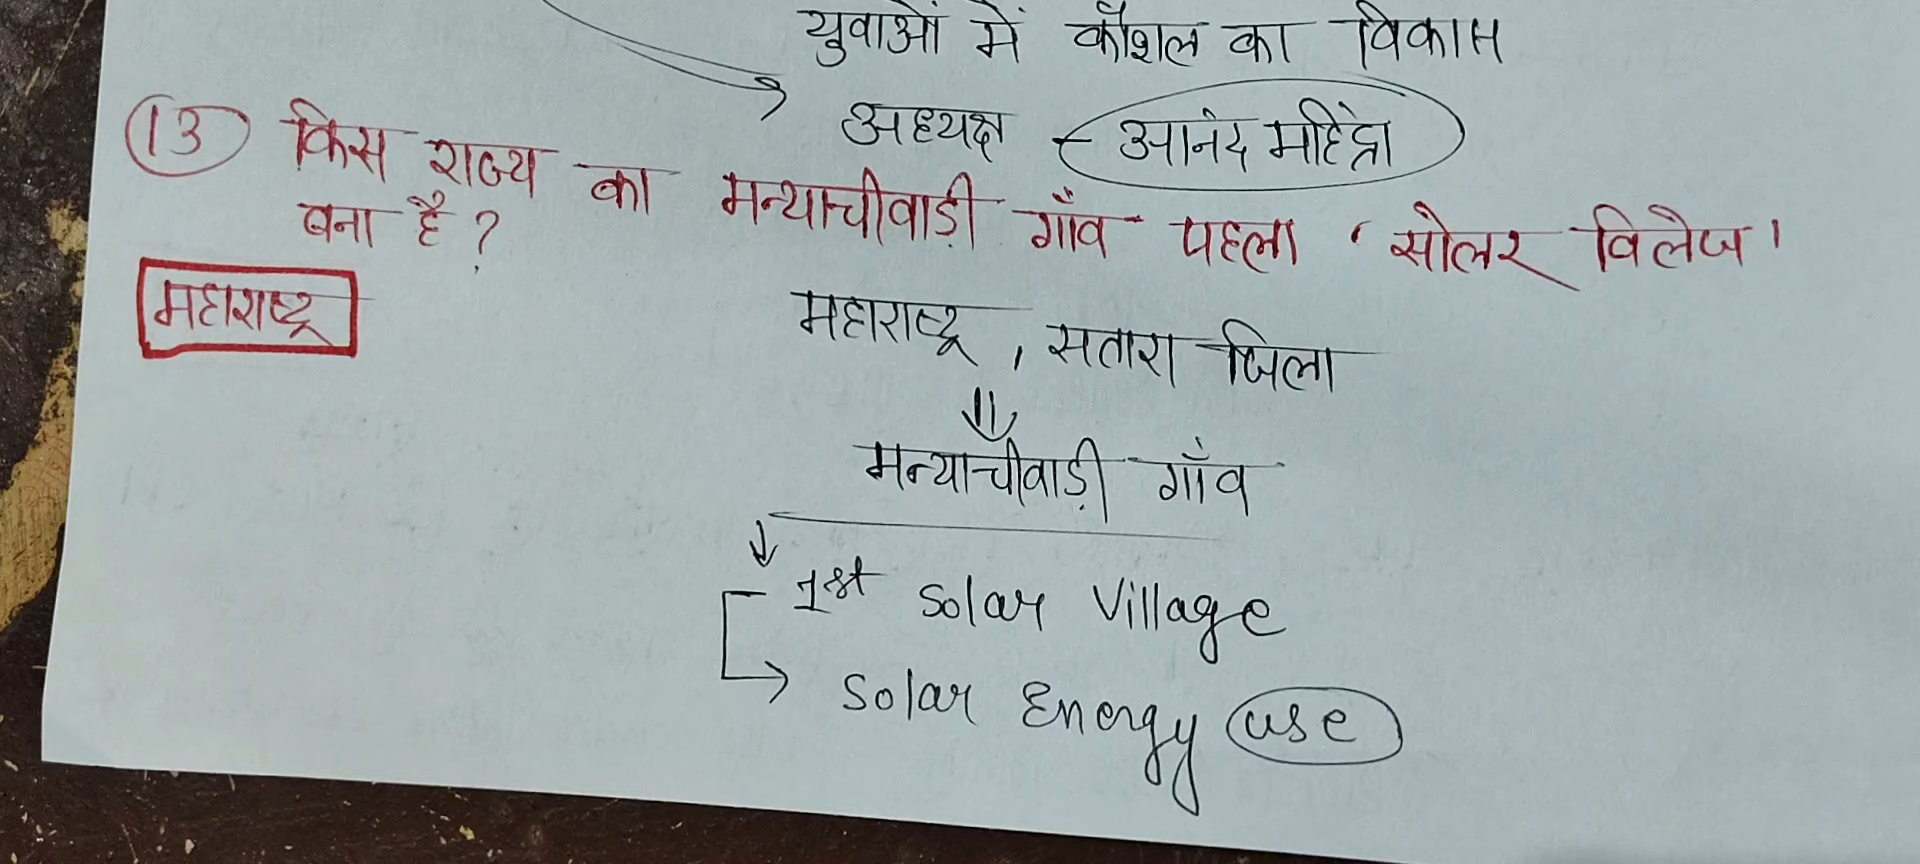 युवाओं में कौशल का विकास
अध्यक्ष - आनंद महिंद्रा
(13) किस राज्य का मन्याचीवाड़ी गाँव पहला 'सोलर विलेज'
बना है ?
महाराष्ट्र
महाराष्ट्र , सतारा जिला
मन्याचीवाड़ी गाँव
1st Solar Village
Solar Energy use